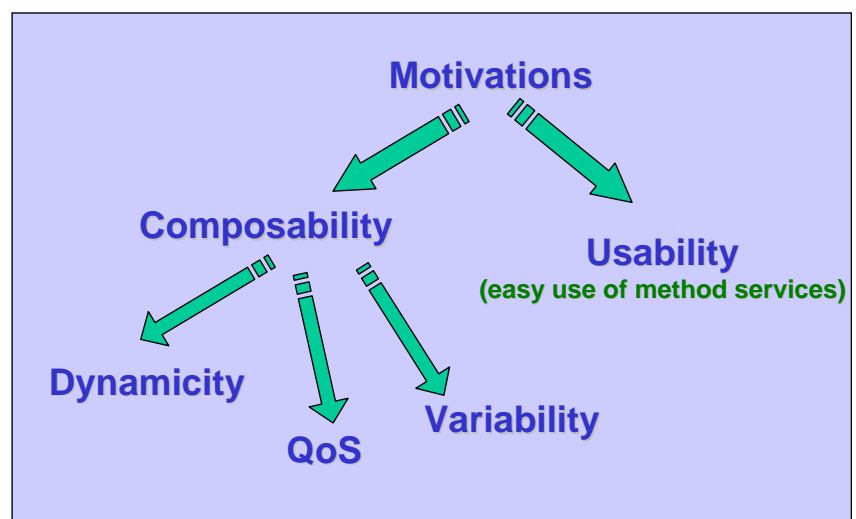 Motivations
Composability
Usability
(easy use of method services)
Dynamicity
Variability
QoS